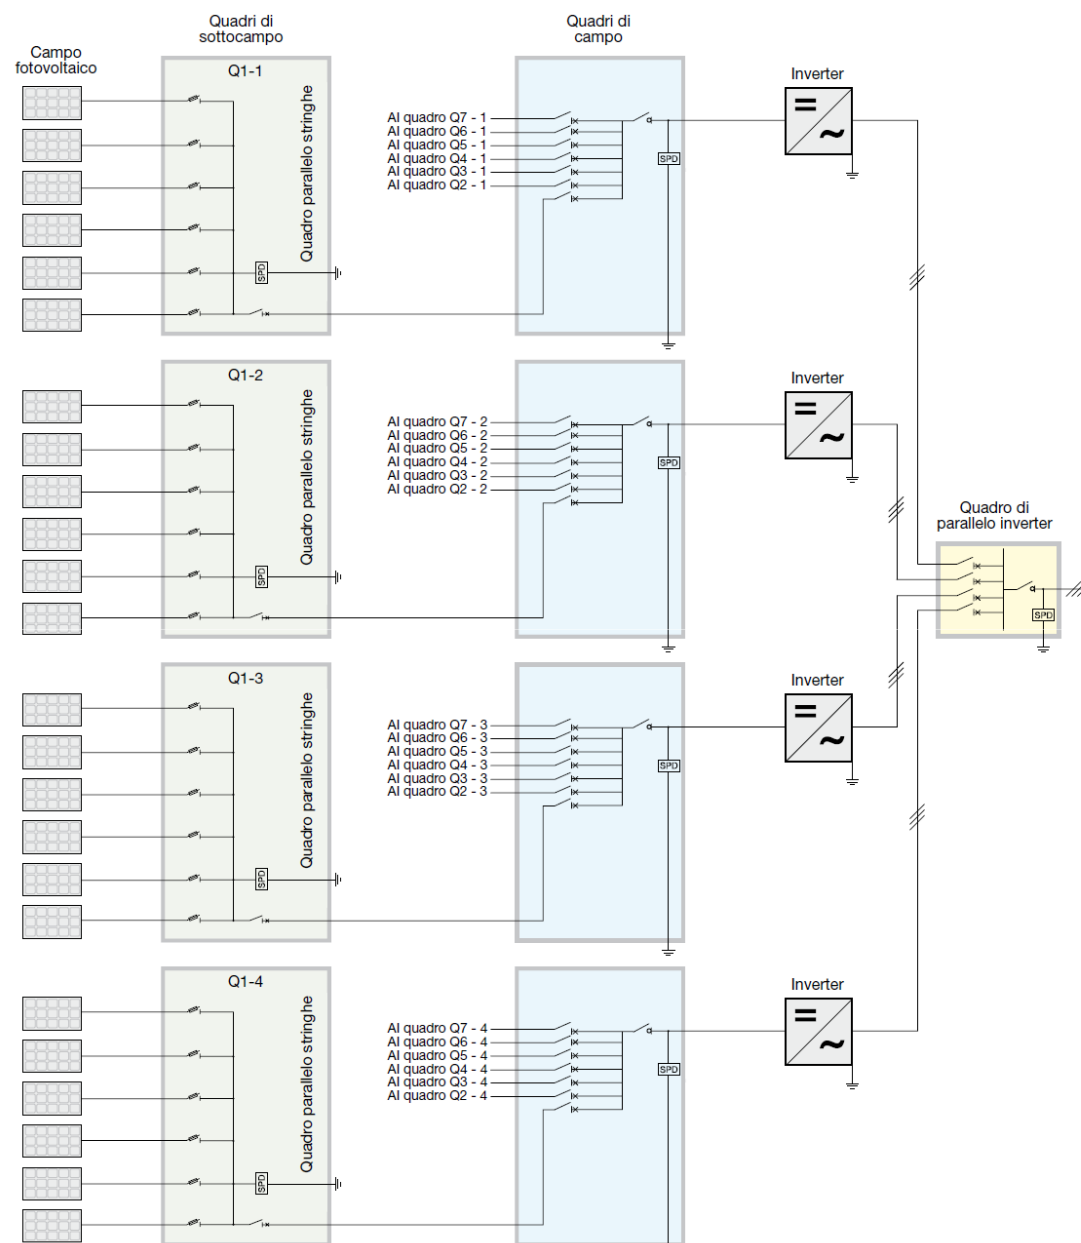 Campo
fotovoltaico
Quadri di
sottocampo
Quadri di
campo
Q1-1
Quadro parallelo stringhe
SPD
Al quadro Q7 - 1
Al quadro Q6 - 1
Al quadro Q5 - 1
Al quadro Q4 - 1
Al quadro Q3 - 1
Al quadro Q2 - 1
SPD
Inverter
Q1-2
Quadro parallelo stringhe
SPD
Al quadro Q7 - 2
Al quadro Q6 - 2
Al quadro Q5 - 2
Al quadro Q4 - 2
Al quadro Q3 - 2
Al quadro Q2 - 2
SPD
Inverter
Quadro di
parallelo inverter
SPD
Q1-3
Quadro parallelo stringhe
SPD
Al quadro Q7 - 3
Al quadro Q6 - 3
Al quadro Q5 - 3
Al quadro Q4 - 3
Al quadro Q3 - 3
Al quadro Q2 - 3
SPD
Inverter
Q1-4
Quadro parallelo stringhe
SPD
Al quadro Q7 - 4
Al quadro Q6 - 4
Al quadro Q5 - 4
Al quadro Q4 - 4
Al quadro Q3 - 4
Al quadro Q2 - 4
SPD
Inverter